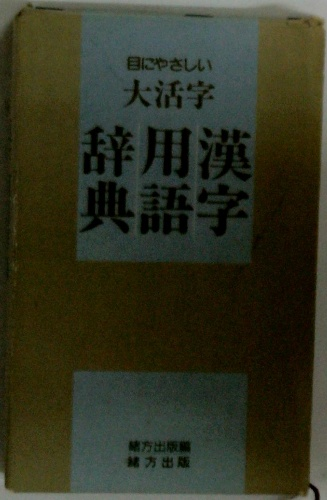 目にやさしい
大活字
漢字
用語
辞典
緒方出版編
緒方出版